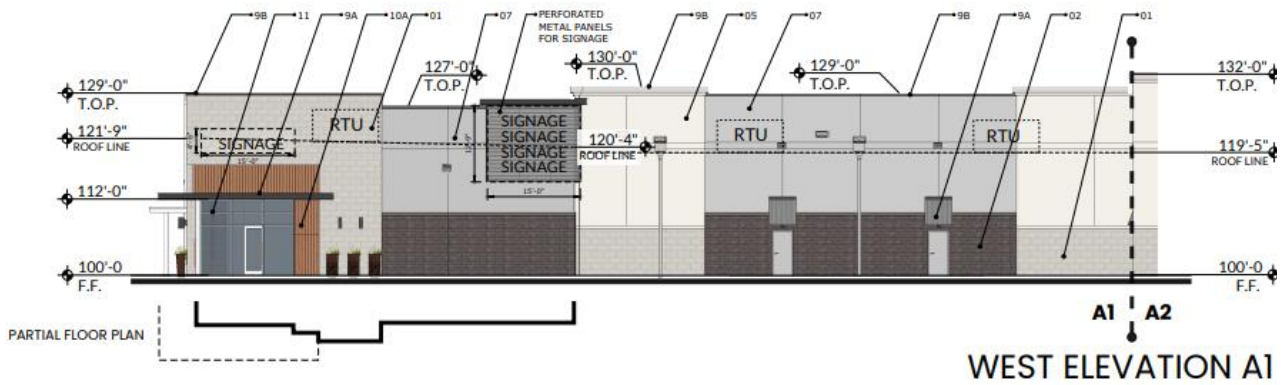 9B
11
9A
10A
01
07
PERFORATED
METAL PANELS
FOR SIGNAGE
9B
05
07
9B
9A
02
01
129'-0"
T.O.P.
127'-0"
T.O.P.
130'-0"
T.O.P.
129'-0"
T.O.P.
132'-0"
T.O.P.
121'-9"
ROOF LINE
SIGNAGE
15'-0"
RTU
SIGNAGE
SIGNAGE
SIGNAGE
SIGNAGE
15'-0"
120'-4"
ROOF LINE
RTU
RTU
119'-5"
ROOF LINE
112'-0"
100'-0
F.F.
100'-0
F.F.
PARTIAL FLOOR PLAN
A1
A2
WEST ELEVATION A1